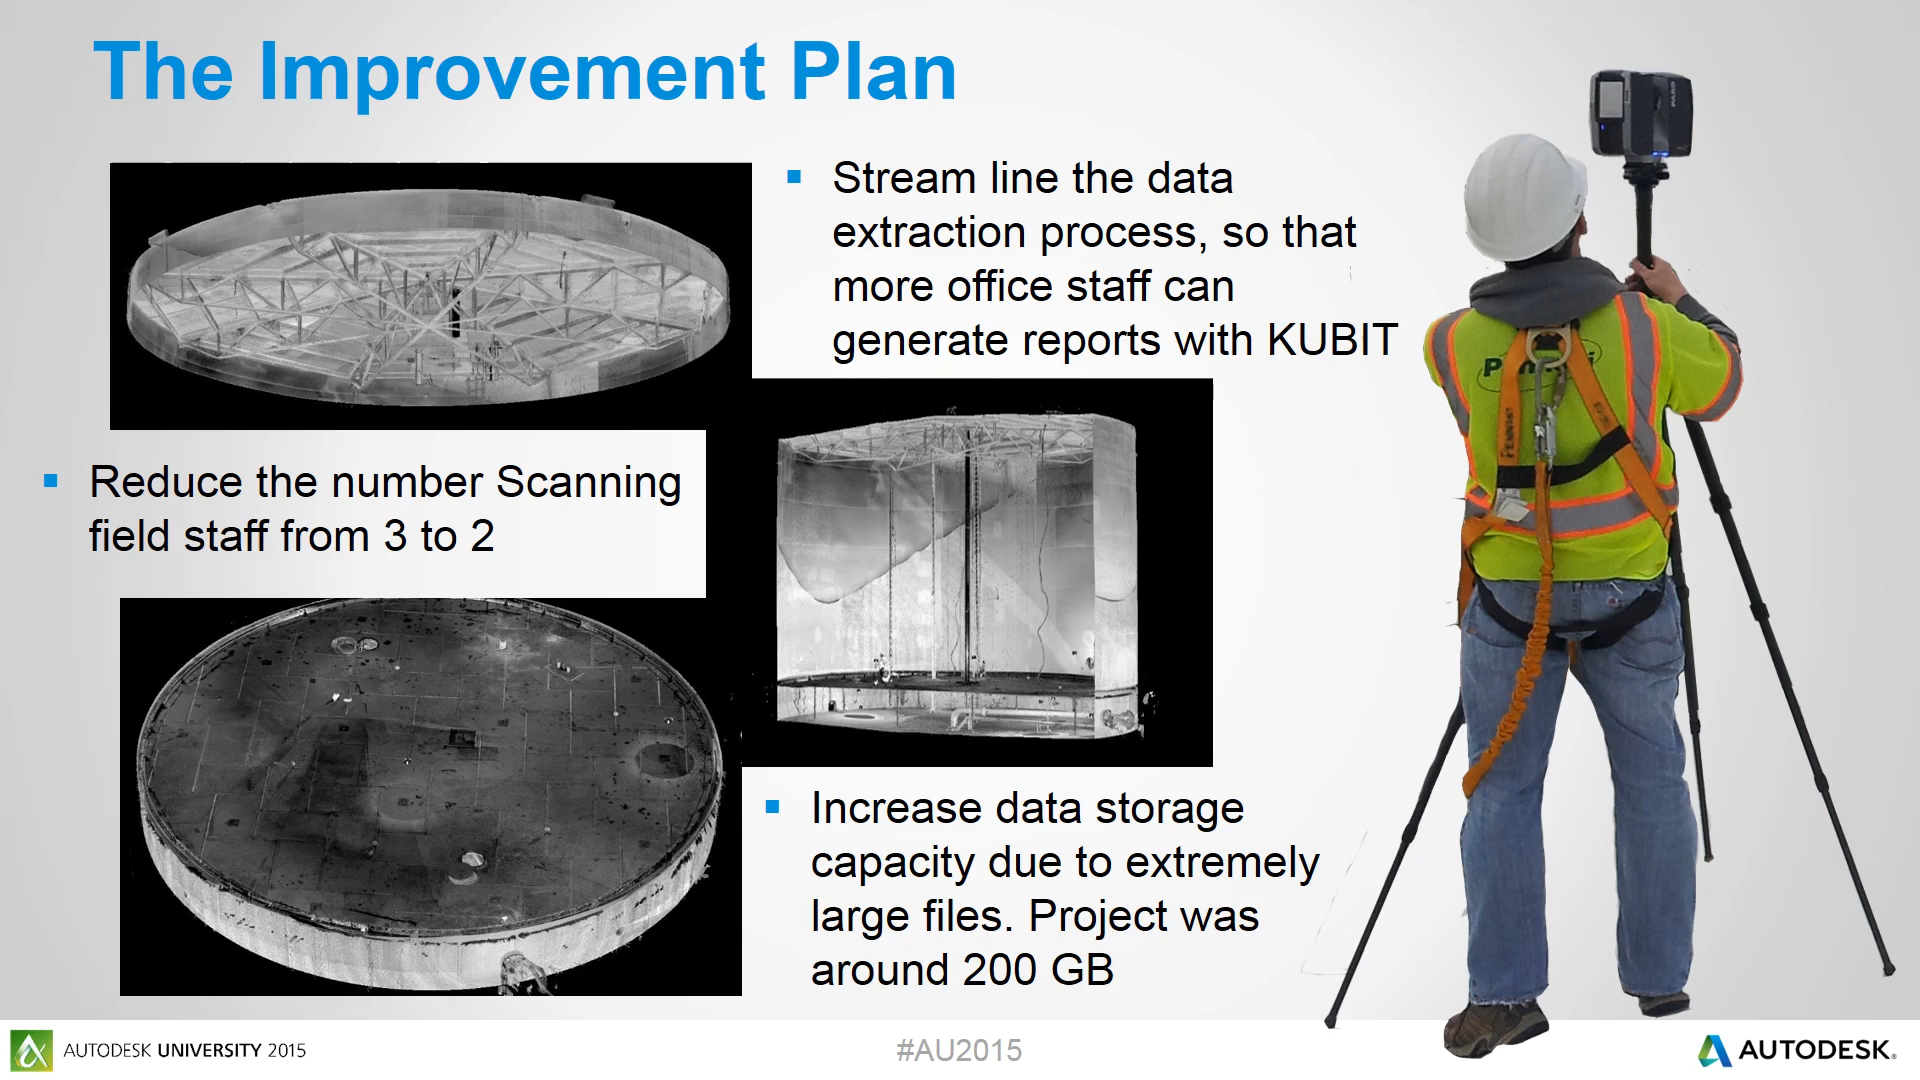 The Improvement Plan
Stream line the data
extraction process, so that
more office staff can
generate reports with KUBIT
Reduce the number Scanning
field staff from 3 to 2
Increase data storage
capacity due to extremely
large files. Project was
around 200 GB
FARO
AUTODESK UNIVERSITY 2015
#AU2015
AUTODESK.